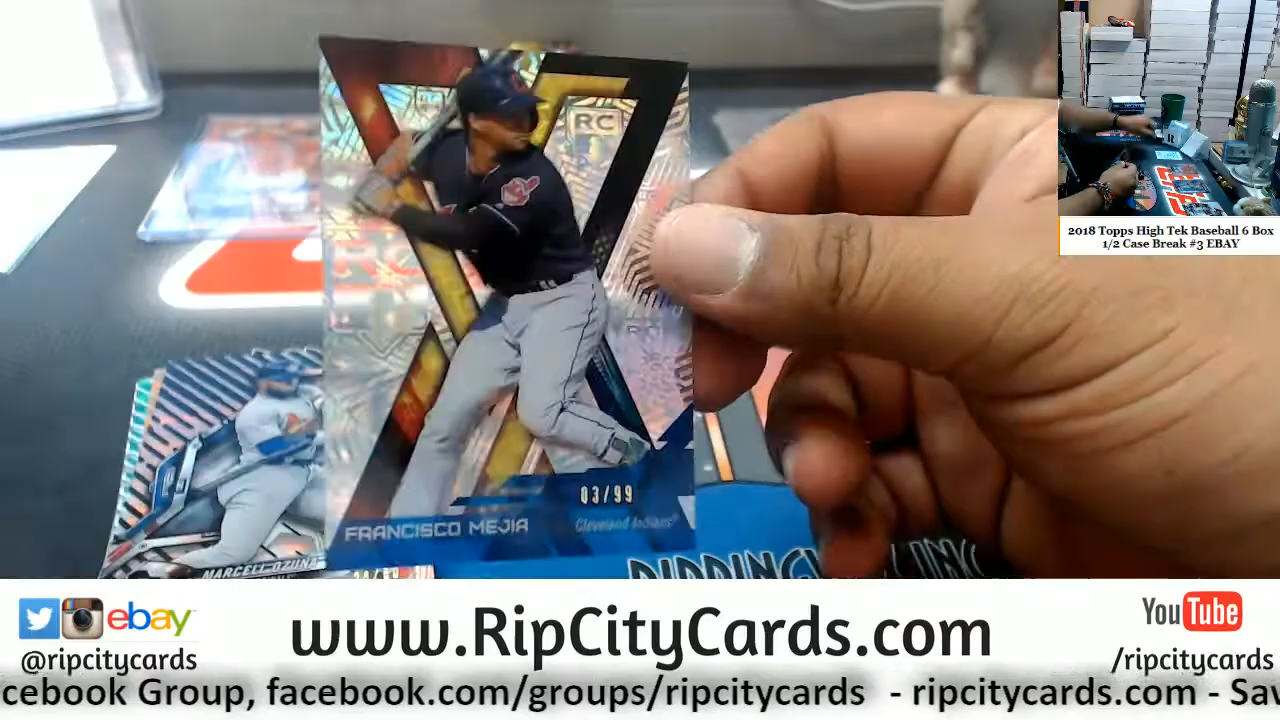 RC
03/99
FRANCISCO MEJIA
Cleveland Indians
MARCELL OZUNA
2018 Topps High Tek Baseball 6 Box
1/2 Case Break #3 EBAY
ebay
@ripcitycards
www.RipCityCards.com
YouTube
/ripcitycards
cebook Group, facebook.com/groups/ripcitycards - ripcitycards.com - Sav